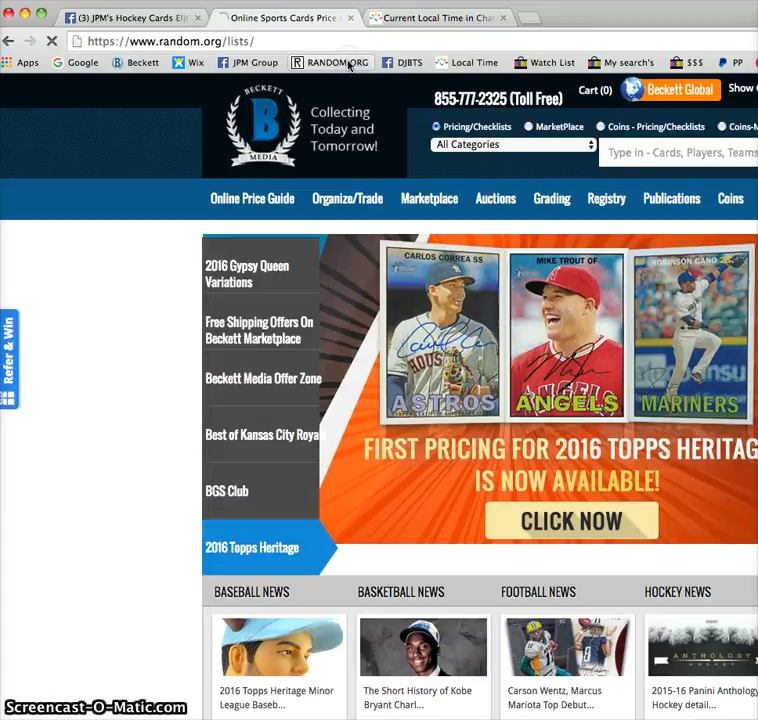 (3) JPM's Hockey Cards Elit
Online Sports Cards Price
Current Local Time in Chat
https://www.random.org/lists/
Apps
Google
Beckett
Wix
JPM Group
RANDOM.ORG
DJBTS
Local Time
Watch List
My search's
$$$
PP
BECKETT
B
MEDIA
Collecting
Today and
Tomorrow!
855-777-2325 (Toll Free)
Cart (0)
Beckett Global
Show
Pricing/Checklists
MarketPlace
Coins - Pricing/Checklists
Coins-M
All Categories
Type in - Cards, Players, Teams
Online Price Guide
Organize/Trade
Marketplace
Auctions
Grading
Registry
Publications
Coins
Refer & Win
2016 Gypsy Queen
Variations
Free Shipping Offers On
Beckett Marketplace
Beckett Media Offer Zone
Best of Kansas City Royal
BGS Club
2016 Topps Heritage
CARLOS CORREA SS
MIKE TROUT OF
ROBINSON CANO 2B
Heritage
ASTROS
ANGELS
MARINERS
FIRST PRICING FOR 2016 TOPPS HERITAG
IS NOW AVAILABLE!
CLICK NOW
BASEBALL NEWS
BASKETBALL NEWS
FOOTBALL NEWS
HOCKEY NEWS
ANTHOLOGY
HOCKEY
2016 Topps Heritage Minor
League Baseb...
The Short History of Kobe
Bryant Charl...
Carson Wentz, Marcus
Mariota Top Debut...
2015-16 Panini Anthology
Hockey detail...
Screencast-O-Matic.com